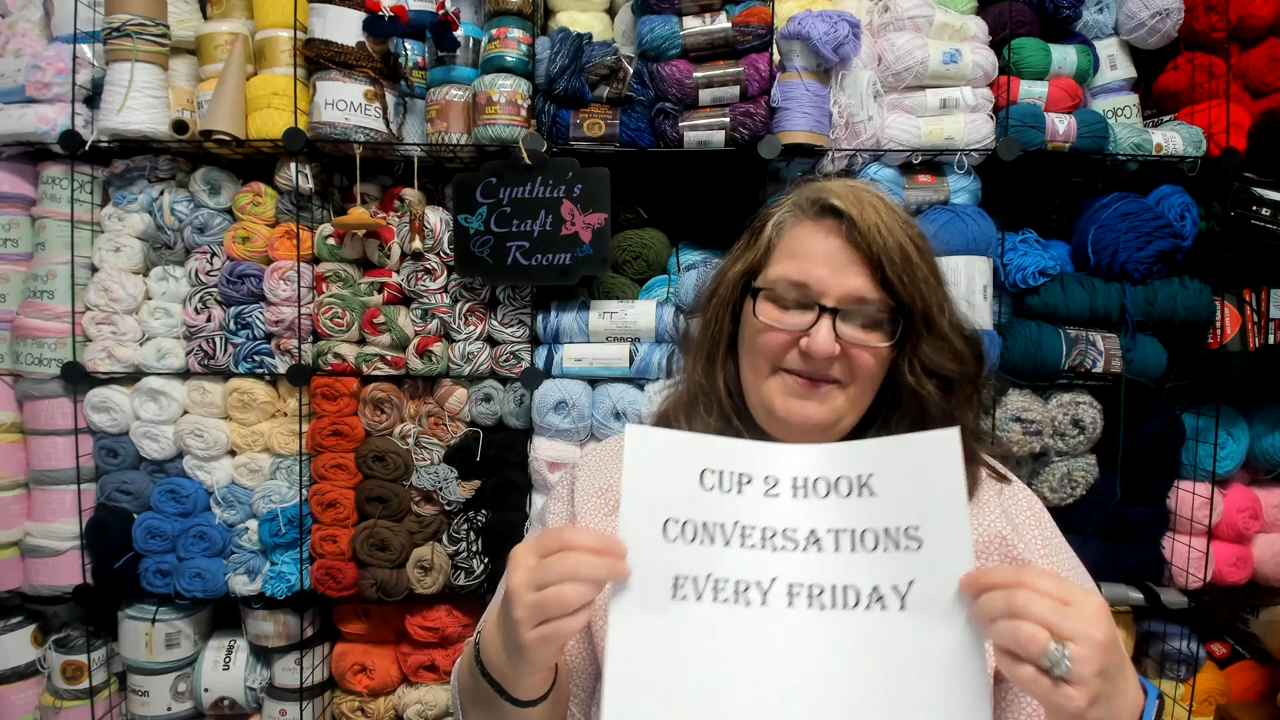 HOMES
Cynthia's
Craft
Room
CARON
CARON
CARON
CUP 2 HOOK
CONVERSATIONS
EVERY FRIDAY